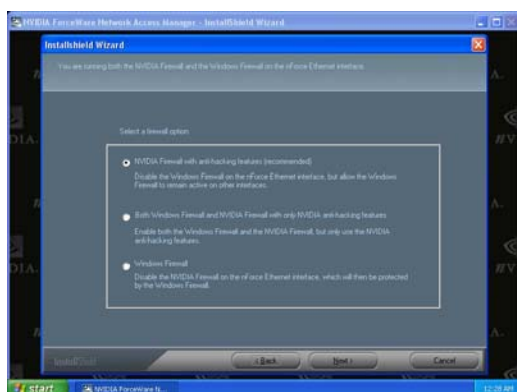 NVIDIA ForceWare Network Access Manager - InstallShield Wizard
Installshield Wizard
You are running both the NVIDIA Firewall and the Windows Firewall on the nForce Ethernet interface.
Select a firewall option
NVIDIA Firewall with anti-hacking features (recommended)
Disable the Windows Firewall on the nForce Ethernet interface, but allow the Windows
Firewall to remain active on other interfaces.
Both Windows Firewall and NVIDIA Firewall with only NVIDIA anti-hacking features
Enable both the Windows Firewall and the NVIDIA Firewall, but only use the NVIDIA
anti-hacking features.
Windows Firewall
Disable the NVIDIA Firewall on the nForce Ethernet interface, which will then be protected
by the Windows Firewall.
InstallShield
< Back
Next >
Cancel
start
NVIDIA ForceWare N...
12:28 AM